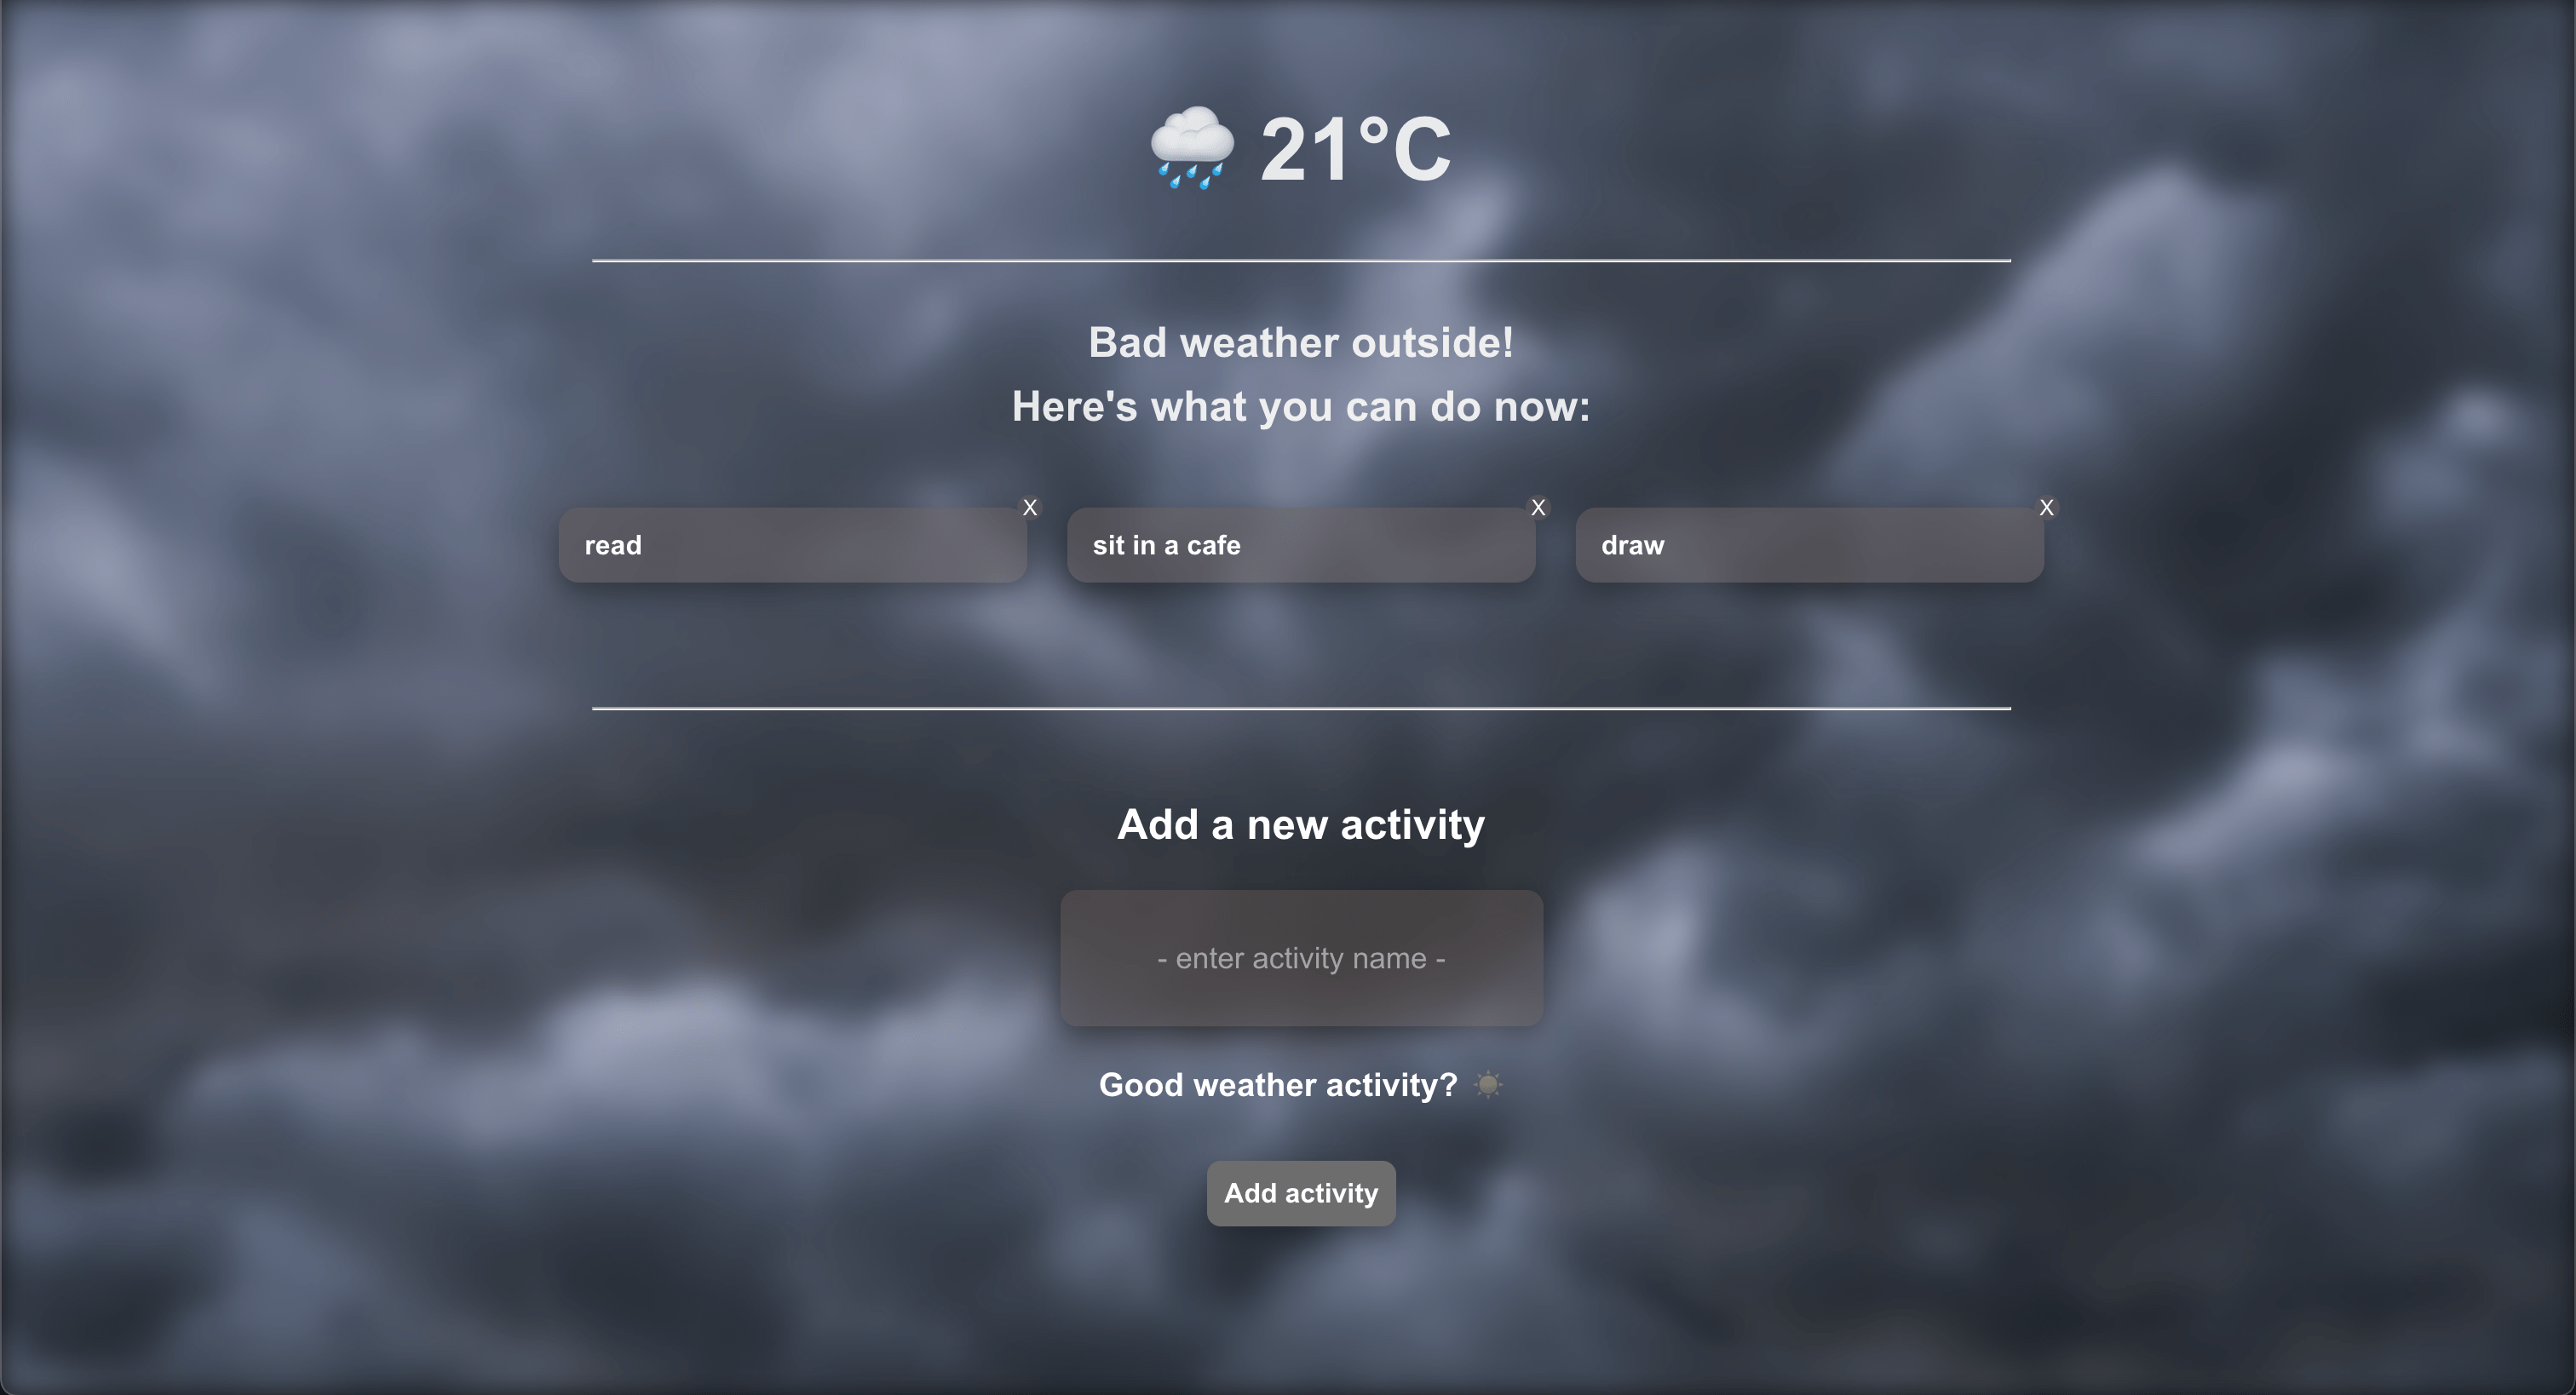 21°C
Bad weather outside!
Here's what you can do now:
X X X
read sit in a cafe draw
Add a new activity
- enter activity name -
Good weather activity?
Add activity